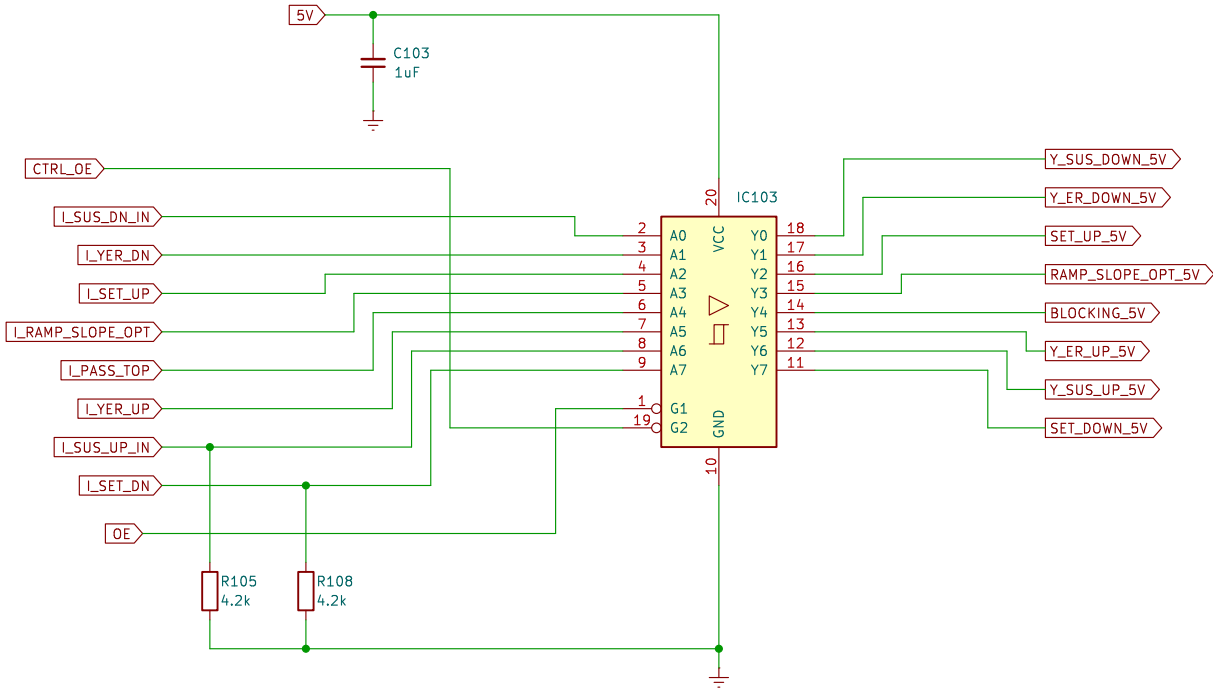 5V
C103
1uF
CTRL_OE
I_SUS_DN_IN
I_YER_DN
I_SET_UP
I_RAMP_SLOPE_OPT
I_PASS_TOP
I_YER_UP
I_SUS_UP_IN
I_SET_DN
OE
R105
4.2k
R108
4.2k
20
IC103
VCC
2 A0 Y0 18
3 A1 Y1 17
4 A2 Y2 16
5 A3 Y3 15
6 A4 Y4 14
7 A5 Y5 13
8 A6 Y6 12
9 A7 Y7 11
1 G1
19 G2
GND
10
Y_SUS_DOWN_5V
Y_ER_DOWN_5V
SET_UP_5V
RAMP_SLOPE_OPT_5V
BLOCKING_5V
Y_ER_UP_5V
Y_SUS_UP_5V
SET_DOWN_5V